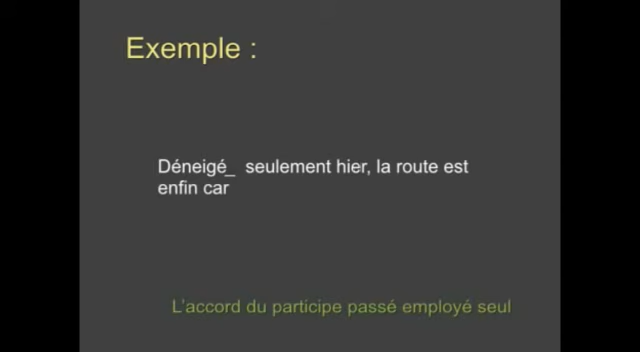 Exemple :
Déneigé_ seulement hier, la route est
enfin car
L'accord du participe passé employé seul